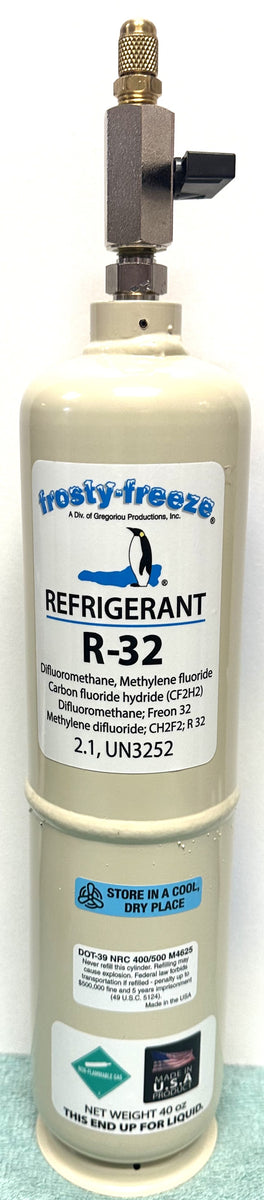 frosty-freeze®
A Div. of Gregoriou Productions, Inc.
®
REFRIGERANT
R-32
Difluoromethane, Methylene fluoride
Carbon fluoride hydride (CF2H2)
Difluoromethane; Freon 32
Methylene difluoride; CH2F2; R 32
2.1, UN3252
STORE IN A COOL,
DRY PLACE
DOT-39 NRC 400/500 M4625
Never refill this cylinder. Refilling may
cause explosion. Federal law forbids
transportation if refilled - penalty up to
$500,000 fine and 5 years imprisonment
(49 U.S.C. 5124).
Made in the USA
NON-FLAMMABLE GAS
MADE IN
U.S.A
PRODUCT
NET WEIGHT 40 oz
THIS END UP FOR LIQUID.